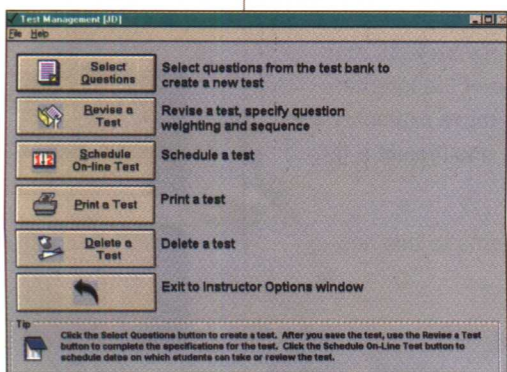 Test Management [JD]
File Help
Select Questions
Select questions from the test bank to
create a new test
Revise a Test
Revise a test, specify question
weighting and sequence
Schedule On-line Test
Schedule a test
Print a Test
Print a test
Delete a Test
Delete a test
Exit to Instructor Options window
Tip
Click the Select Questions button to create a test. After you save the test, use the Revise a Test
button to complete the specifications for the test. Click the Schedule On-Line Test button to
schedule dates on which students can take or review the test.